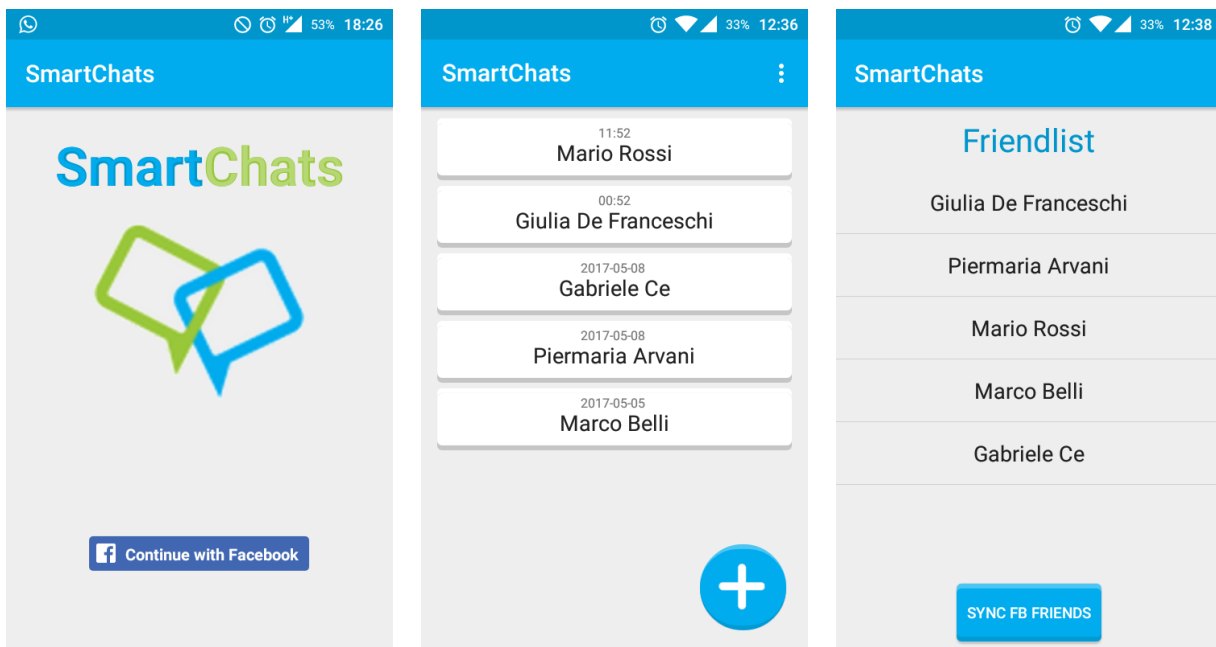 53% 18:26
SmartChats
SmartChats
Continue with Facebook
33% 12:36
SmartChats
11:52
Mario Rossi
00:52
Giulia De Franceschi
2017-05-08
Gabriele Ce
2017-05-08
Piermaria Arvani
2017-05-05
Marco Belli
33% 12:38
SmartChats
Friendlist
Giulia De Franceschi
Piermaria Arvani
Mario Rossi
Marco Belli
Gabriele Ce
SYNC FB FRIENDS